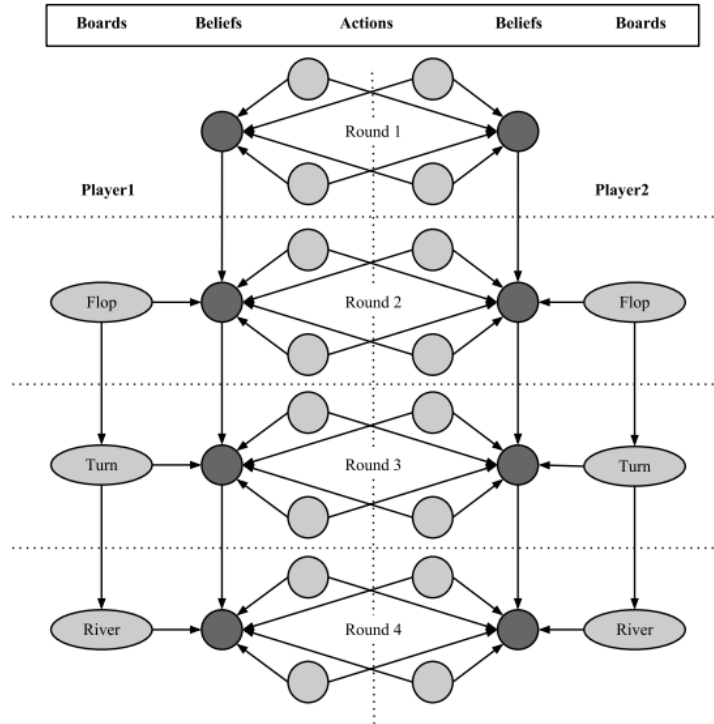 Boards Beliefs Actions Beliefs Boards
Round 1
Player1 Player2
Flop Round 2 Flop
Turn Round 3 Turn
River Round 4 River